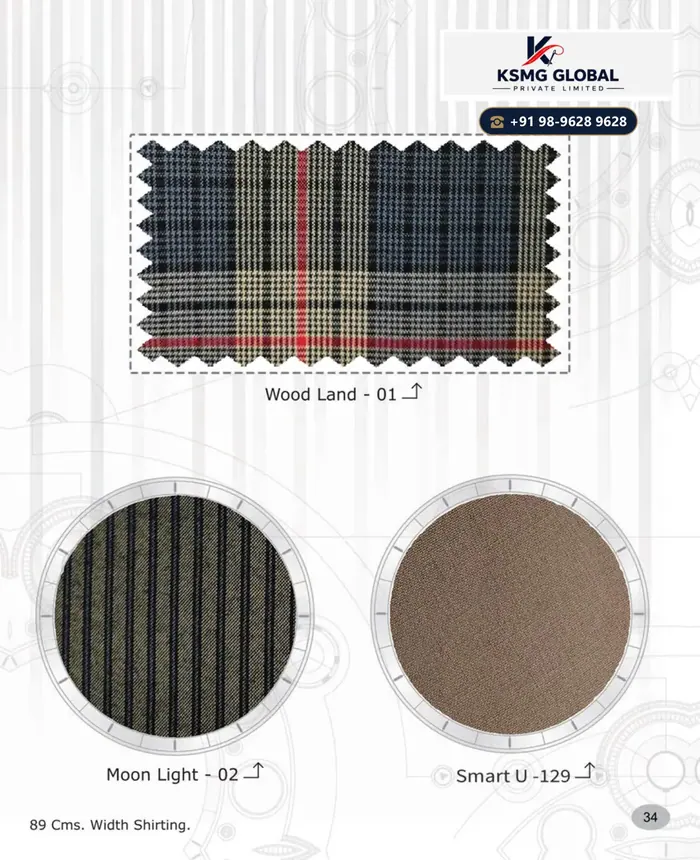 KSMG GLOBAL
PRIVATE LIMITED
+91 98-9628 9628
Wood Land - 01
Moon Light - 02
Smart U -129
89 Cms. Width Shirting.
34